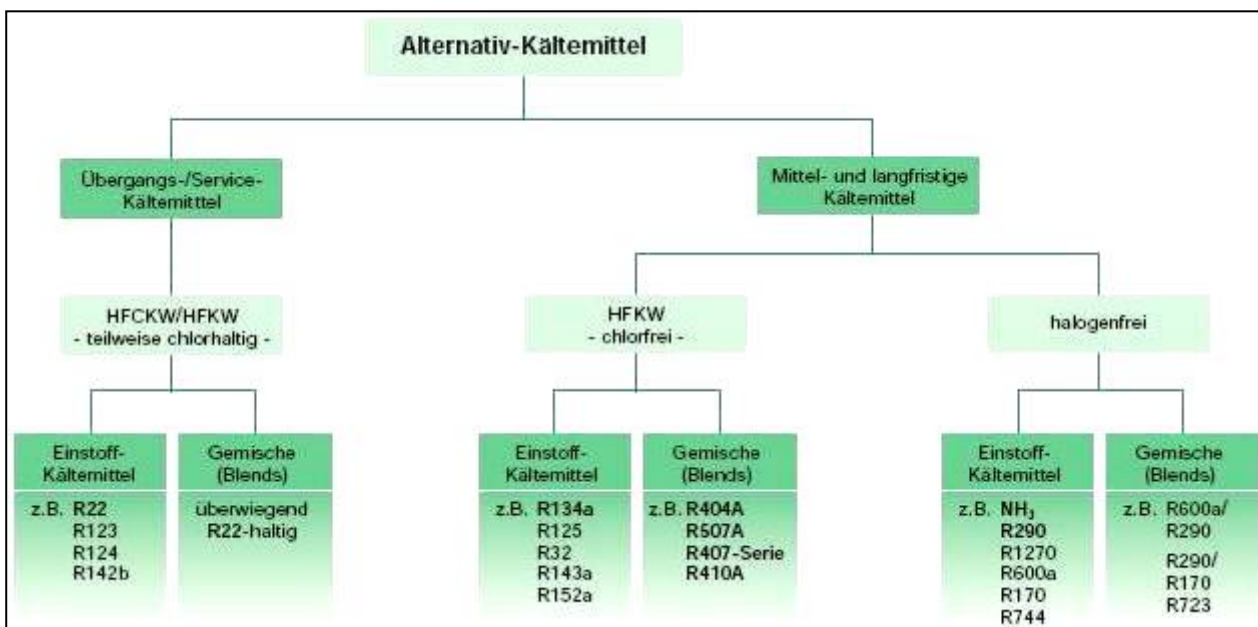 Alternativ-Kältemittel
Übergangs-/Service-
Kältemitttel
Mittel- und langfristige
Kältemittel
HFCKW/HFKW
- teilweise chlorhaltig -
HFKW
- chlorfrei -
halogenfrei
Einstoff-
Kältemittel
z.B. R22
R123
R124
R142b
Gemische
(Blends)
überwiegend
R22-haltig
Einstoff-
Kältemittel
z.B. R134a
R125
R32
R143a
R152a
Gemische
(Blends)
z.B. R404A
R507A
R407-Serie
R410A
Einstoff-
Kältemittel
z.B. NH₃
R290
R1270
R600a
R170
R744
Gemische
(Blends)
z.B. R600a/
R290
R290/
R170
R723